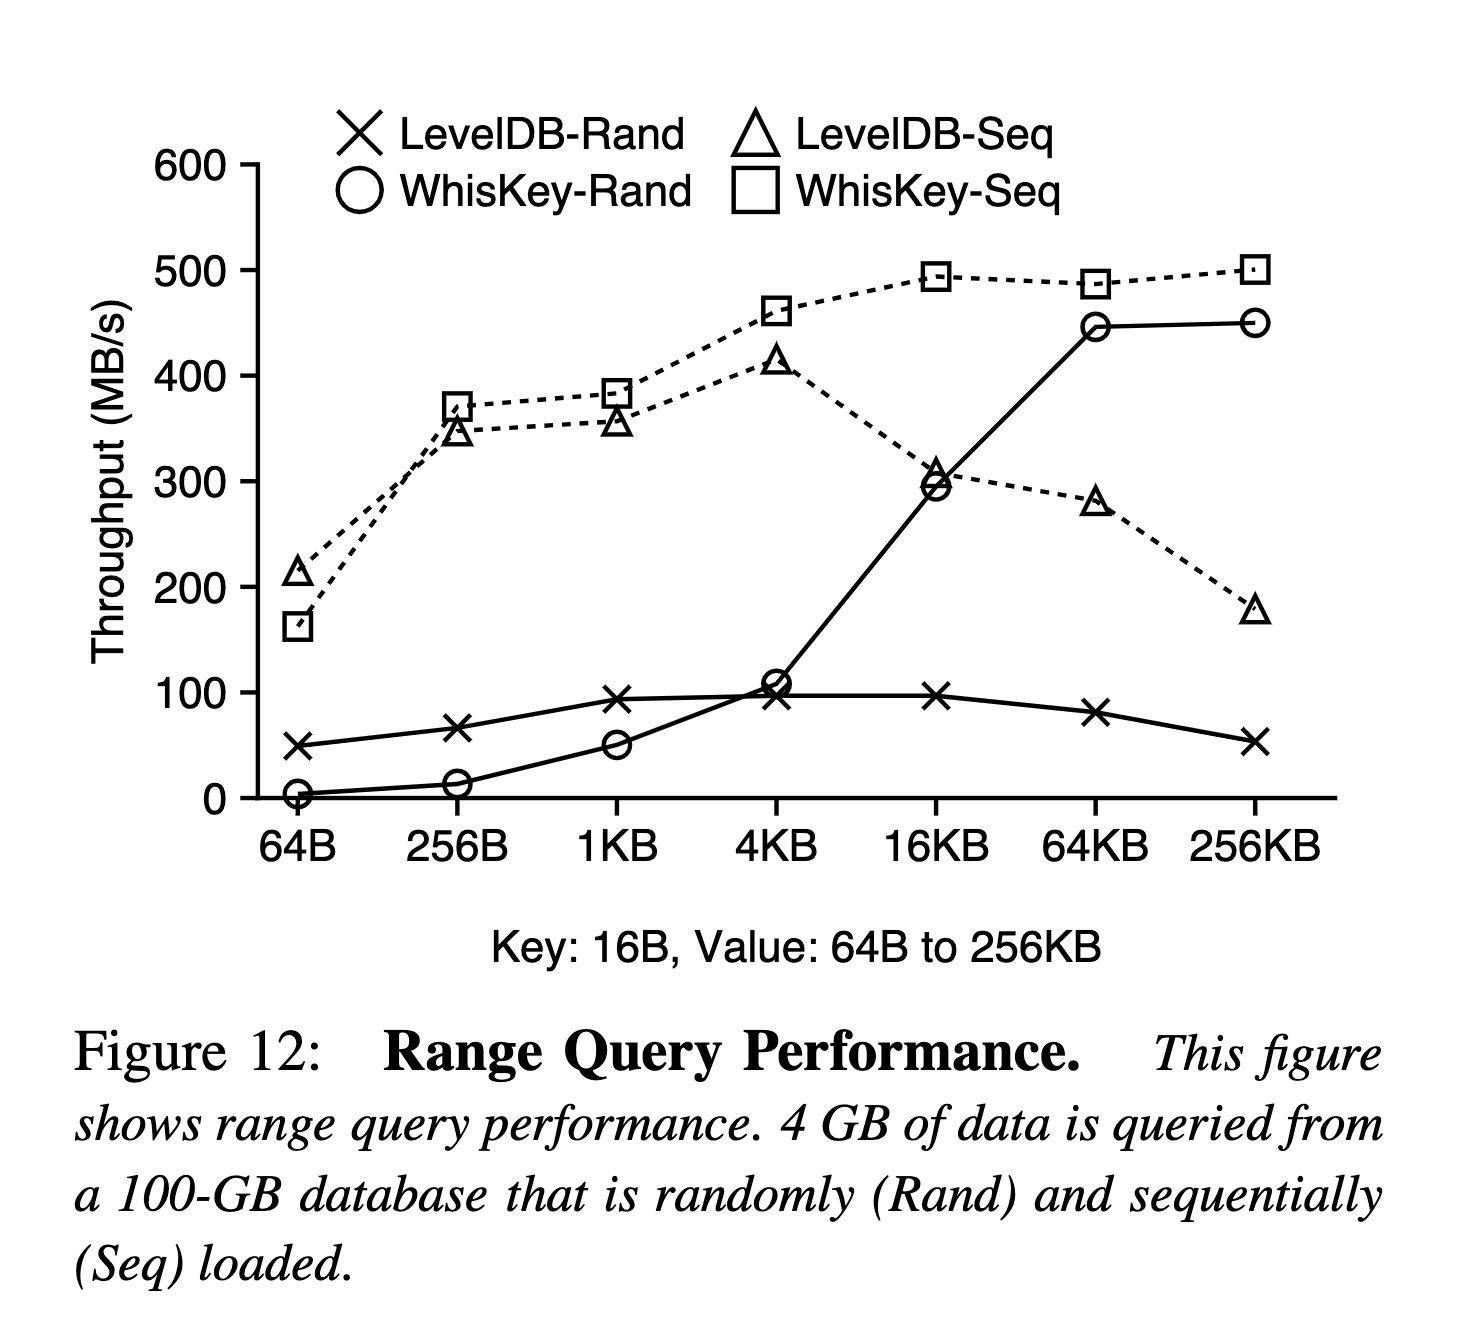 LevelDB-Rand LevelDB-Seq
WhisKey-Rand WhisKey-Seq
Throughput (MB/s)
600
500
400
300
200
100
0
64B 256B 1KB 4KB 16KB 64KB 256KB
Key: 16B, Value: 64B to 256KB
Figure 12: Range Query Performance. This figure
shows range query performance. 4 GB of data is queried from
a 100-GB database that is randomly (Rand) and sequentially
(Seq) loaded.